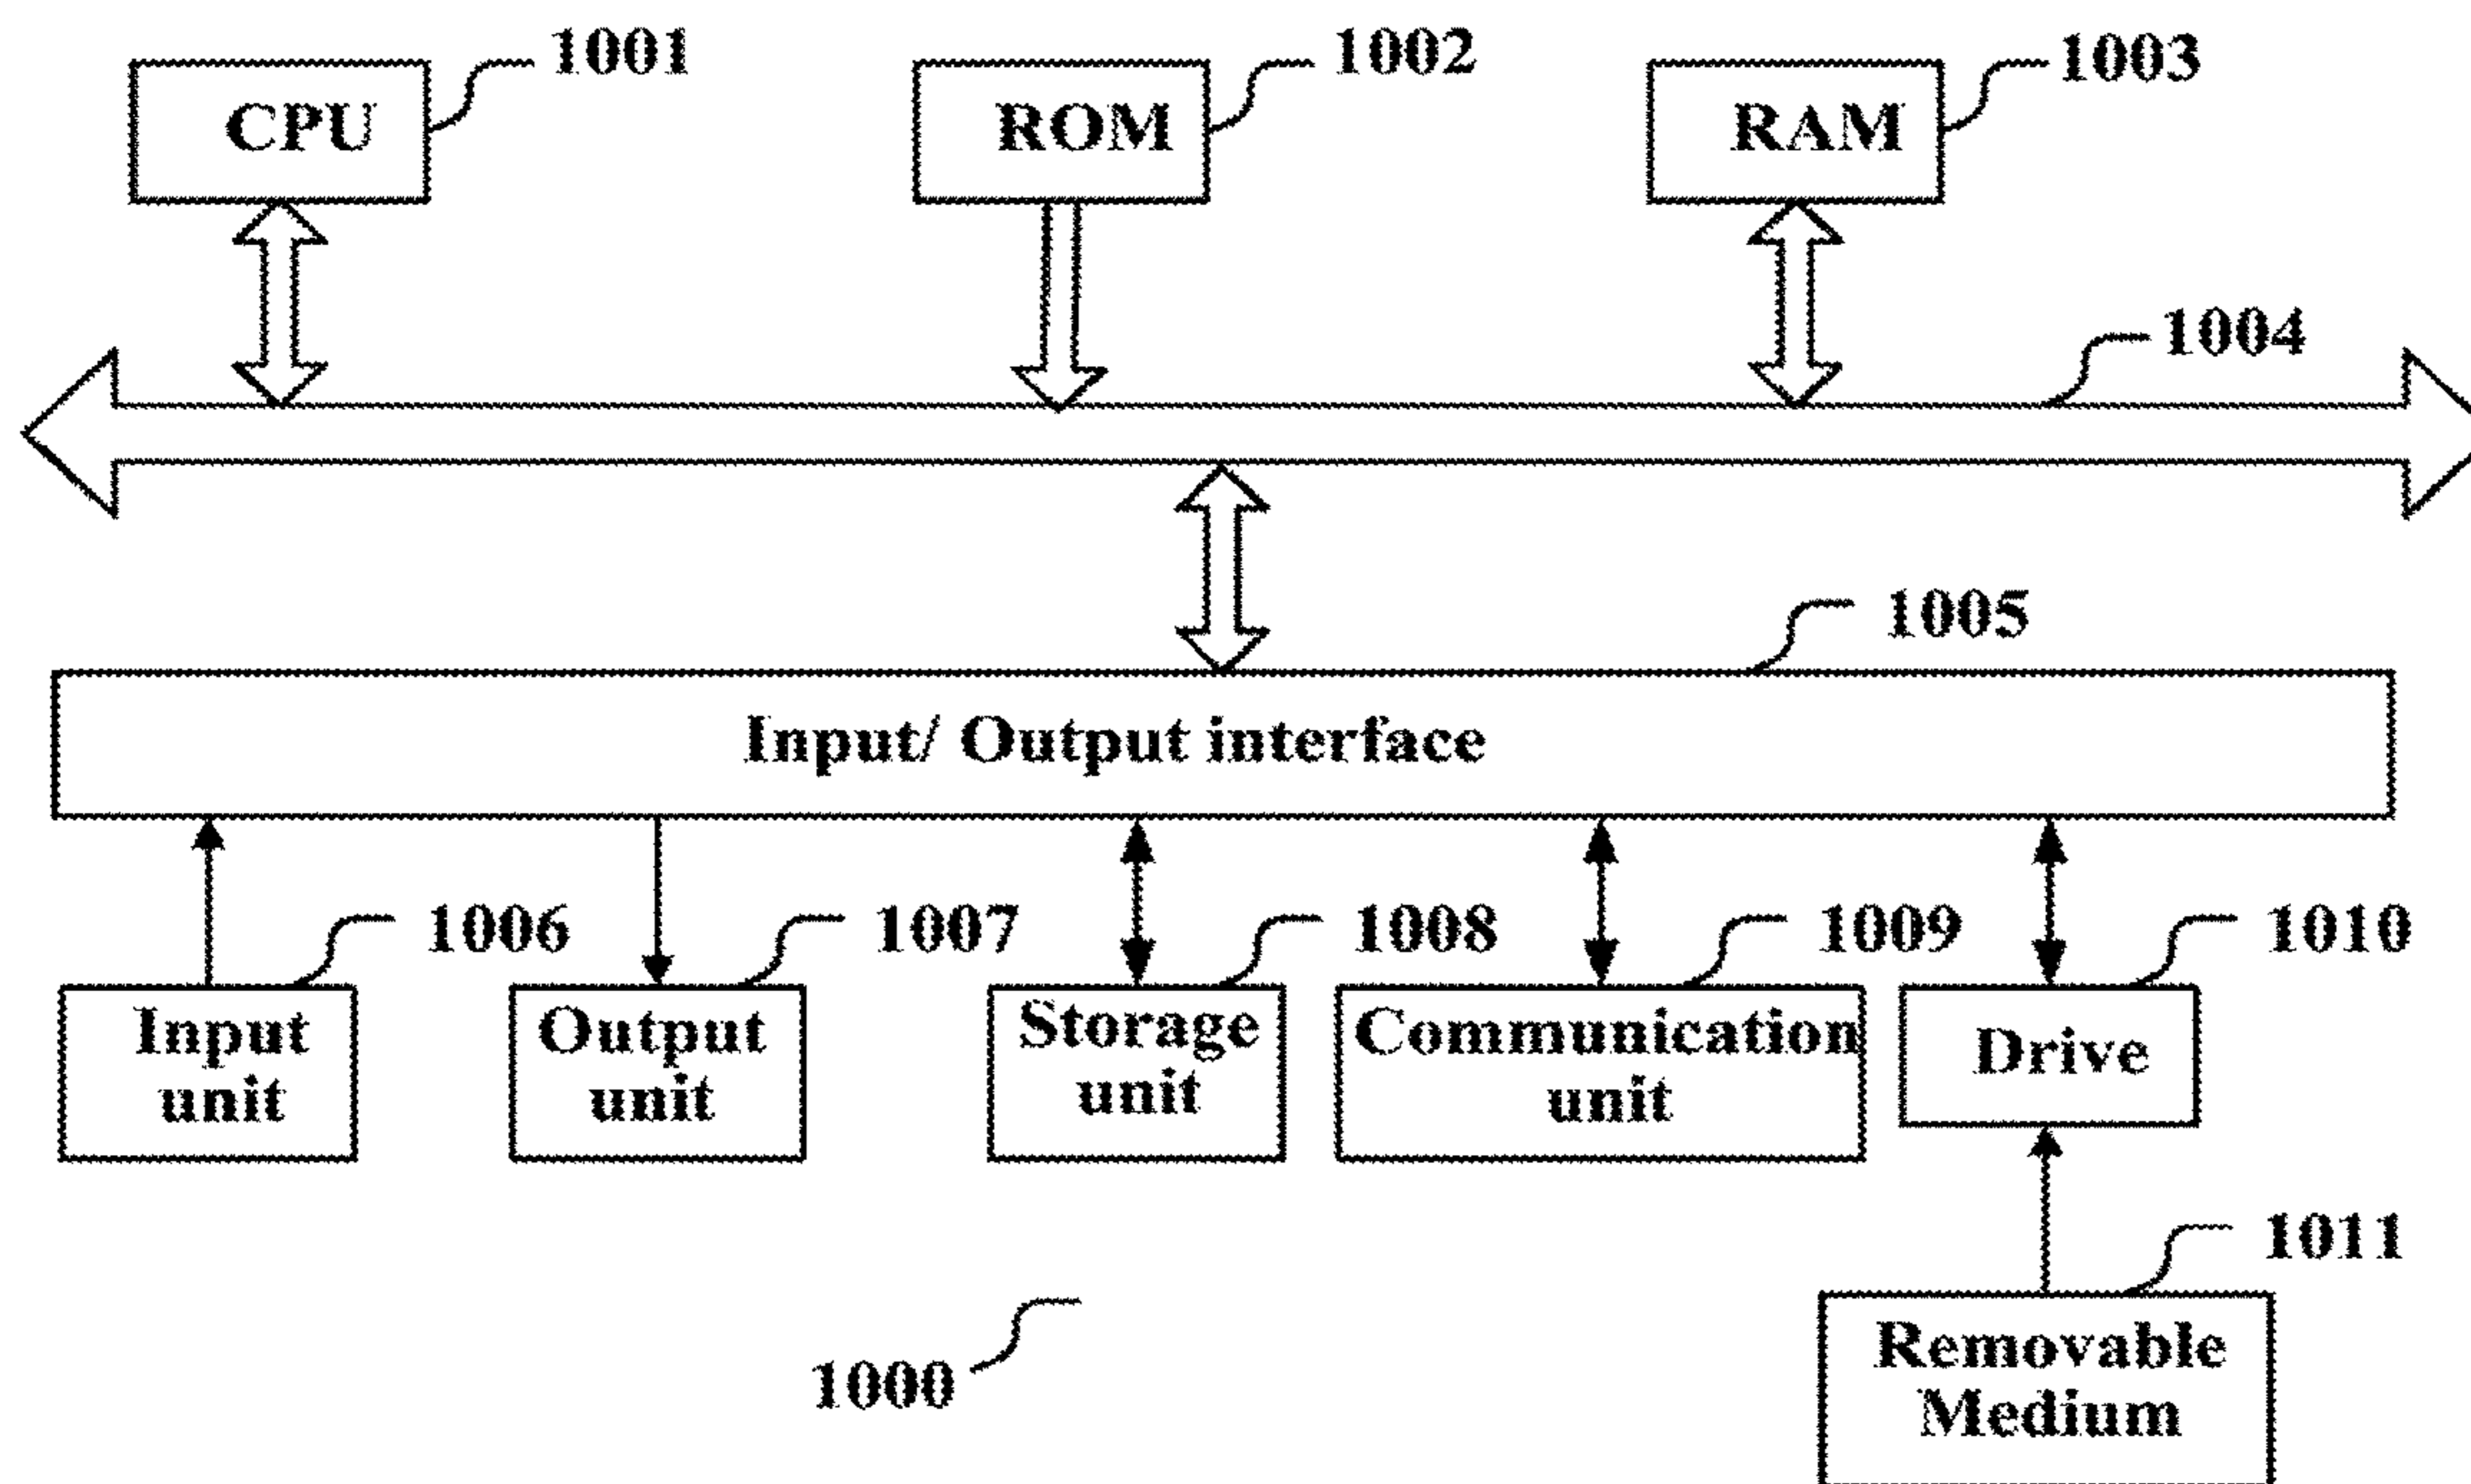 1001
1002
1003
CPU
ROM
RAM
1004
1005
Input/ Output interface
1006
1007
1008
1009
1010
Input
unit
Output
unit
Storage
unit
Communication
unit
Drive
1011
1000
Removable
Medium